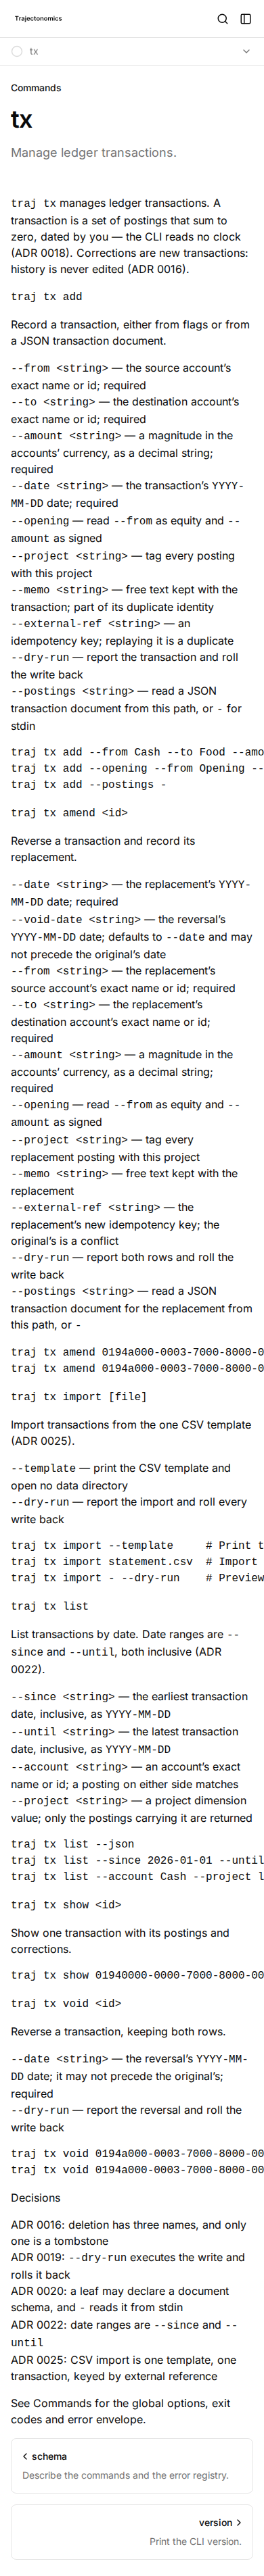 Trajectonomics
tx
Commands
tx
Manage ledger transactions.
traj tx manages ledger transactions. A
transaction is a set of postings that sum to
zero, dated by you — the CLI reads no clock
(ADR 0018). Corrections are new transactions:
history is never edited (ADR 0016).
traj tx add
Record a transaction, either from flags or from
a JSON transaction document.
--from <string> — the source account’s
exact name or id; required
--to <string> — the destination account’s
exact name or id; required
--amount <string> — a magnitude in the
accounts’ currency, as a decimal string;
required
--date <string> — the transaction’s YYYY-
MM-DD date; required
--opening — read --from as equity and --
amount as signed
--project <string> — tag every posting
with this project
--memo <string> — free text kept with the
transaction; part of its duplicate identity
--external-ref <string> — an
idempotency key; replaying it is a duplicate
--dry-run — report the transaction and roll
the write back
--postings <string> — read a JSON
transaction document from this path, or - for
stdin
traj tx add --from Cash --to Food --amo
traj tx add --opening --from Opening --
traj tx add --postings -
traj tx amend <id>
Reverse a transaction and record its
replacement.
--date <string> — the replacement’s YYYY-
MM-DD date; required
--void-date <string> — the reversal’s
YYYY-MM-DD date; defaults to --date and may
not precede the original’s date
--from <string> — the replacement’s
source account’s exact name or id; required
--to <string> — the replacement’s
destination account’s exact name or id;
required
--amount <string> — a magnitude in the
accounts’ currency, as a decimal string;
required
--opening — read --from as equity and --
amount as signed
--project <string> — tag every
replacement posting with this project
--memo <string> — free text kept with the
replacement
--external-ref <string> — the
replacement’s new idempotency key; the
original’s is a conflict
--dry-run — report both rows and roll the
write back
--postings <string> — read a JSON
transaction document for the replacement from
this path, or -
traj tx amend 0194a000-0003-7000-8000-0
traj tx amend 0194a000-0003-7000-8000-0
traj tx import [file]
Import transactions from the one CSV template
(ADR 0025).
--template — print the CSV template and
open no data directory
--dry-run — report the import and roll every
write back
traj tx import --template     # Print t
traj tx import statement.csv  # Import
traj tx import - --dry-run    # Preview
traj tx list
List transactions by date. Date ranges are --
since and --until, both inclusive (ADR
0022).
--since <string> — the earliest transaction
date, inclusive, as YYYY-MM-DD
--until <string> — the latest transaction
date, inclusive, as YYYY-MM-DD
--account <string> — an account’s exact
name or id; a posting on either side matches
--project <string> — a project dimension
value; only the postings carrying it are returned
traj tx list --json
traj tx list --since 2026-01-01 --until
traj tx list --account Cash --project l
traj tx show <id>
Show one transaction with its postings and
corrections.
traj tx show 01940000-0000-7000-8000-00
traj tx void <id>
Reverse a transaction, keeping both rows.
--date <string> — the reversal’s YYYY-MM-
DD date; it may not precede the original’s;
required
--dry-run — report the reversal and roll the
write back
traj tx void 0194a000-0003-7000-8000-00
traj tx void 0194a000-0003-7000-8000-00
Decisions
ADR 0016: deletion has three names, and only
one is a tombstone
ADR 0019: --dry-run executes the write and
rolls it back
ADR 0020: a leaf may declare a document
schema, and - reads it from stdin
ADR 0022: date ranges are --since and --
until
ADR 0025: CSV import is one template, one
transaction, keyed by external reference
See Commands for the global options, exit
codes and error envelope.
schema
Describe the commands and the error registry.
version
Print the CLI version.